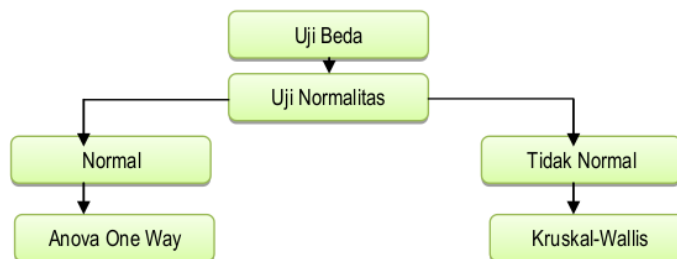 Uji Beda
Uji Normalitas
Normal
Tidak Normal
Anova One Way
Kruskal-Wallis